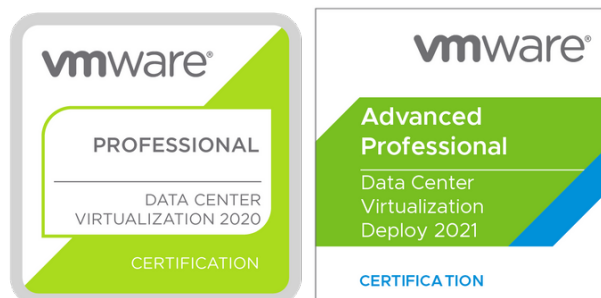 vmware®
PROFESSIONAL
DATA CENTER
VIRTUALIZATION 2020
CERTIFICATION
vmware®
Advanced
Professional
Data Center
Virtualization
Deploy 2021
CERTIFICATION